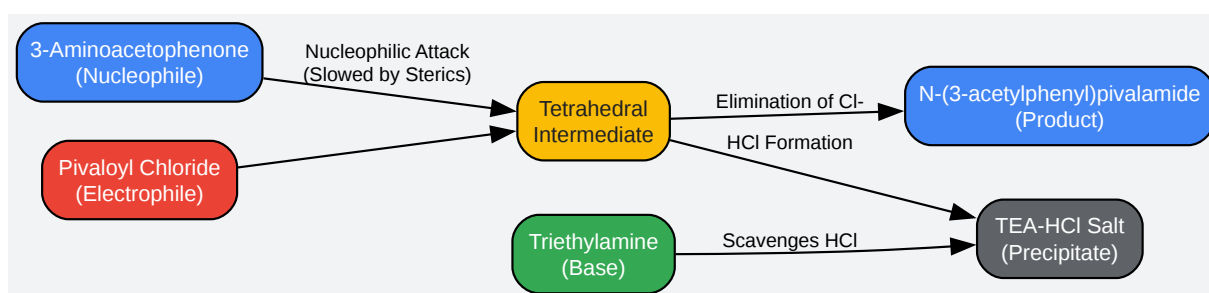 3-Aminoacetophenone
(Nucleophile)
Nucleophilic Attack
(Slowed by Sterics)
Pivaloyl Chloride
(Electrophile)
Tetrahedral
Intermediate
Elimination of Cl-
HCl Formation
N-(3-acetylphenyl)pivalamide
(Product)
Triethylamine
(Base)
Scavenges HCl
TEA-HCl Salt
(Precipitate)